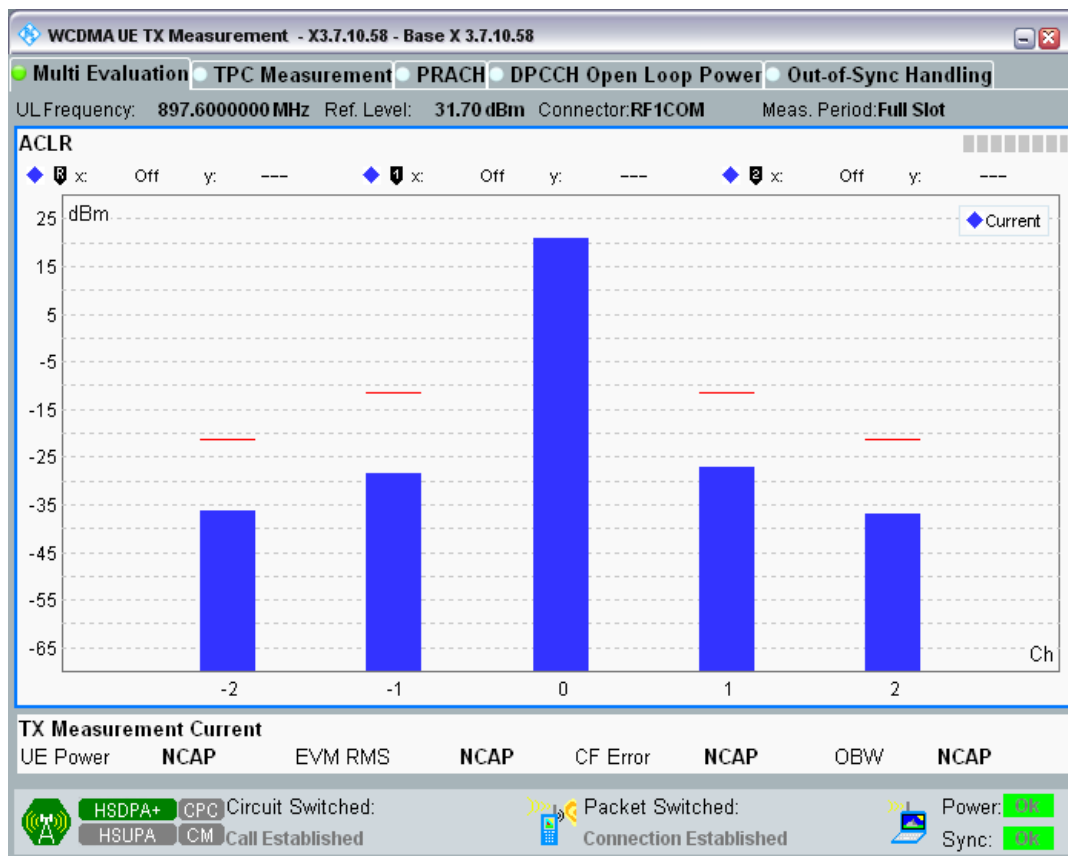 WCDMA UE TX Measurement - X3.7.10.58 - Base X 3.7.10.58
Multi Evaluation TPC Measurement PRACH DPCCH Open Loop Power Out-of-Sync Handling
UL Frequency: 897.6000000 MHz Ref. Level: 31.70 dBm Connector:RF1COM Meas. Period:Full Slot
ACLR
R x: Off y: --- 1 x: Off y: --- 2 x: Off y: ---
dBm
Current
25
15
5
-5
-15
-25
-35
-45
-55
-65
Ch
-2 -1 0 1 2
TX Measurement Current
UE Power NCAP EVM RMS NCAP CF Error NCAP OBW NCAP
HSDPA+ CPC Circuit Switched: Packet Switched: Power: OK
HSUPA CM Call Established Connection Established Sync: OK